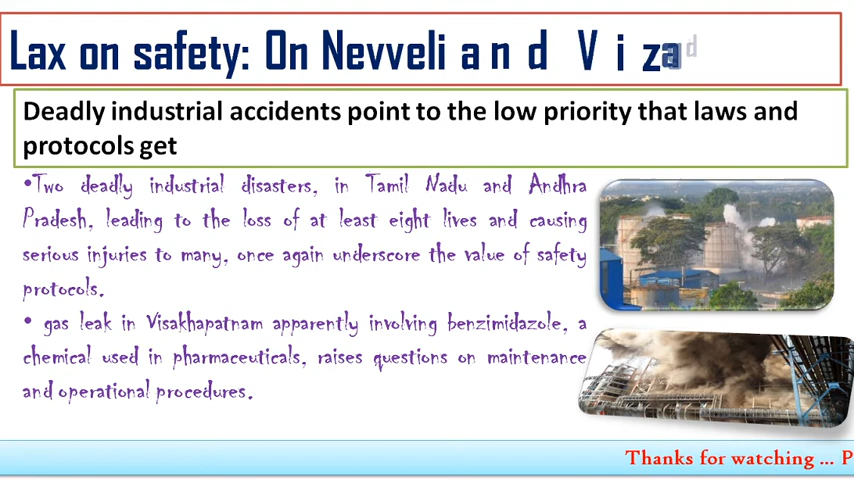 Lax on safety: On Nevveli and Viza
Deadly industrial accidents point to the low priority that laws and
protocols get
•Two deadly industrial disasters, in Tamil Nadu and Andhra
Pradesh, leading to the loss of at least eight lives and causing
serious injuries to many, once again underscore the value of safety
protocols.
• gas leak in Visakhapatnam apparently involving benzimidazole, a
chemical used in pharmaceuticals, raises questions on maintenance
and operational procedures.
Thanks for watching ... P